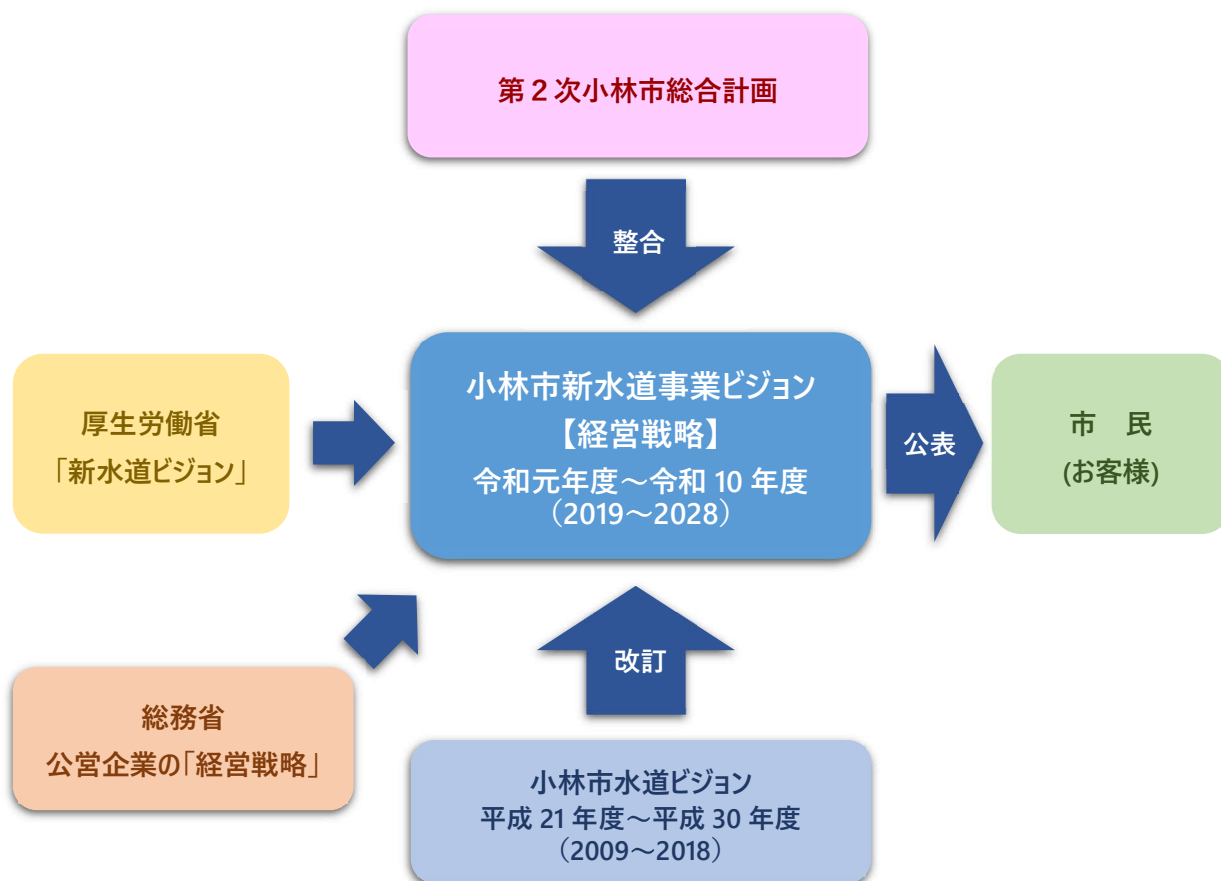 第2次小林市総合計画
整合
厚生労働省
「新水道ビジョン」
小林市新水道事業ビジョン
【経営戦略】
令和元年度～令和 10 年度
（2019～2028）
公表
市　民
(お客様)
改訂
総務省
公営企業の「経営戦略」
小林市水道ビジョン
平成 21 年度～平成 30 年度
（2009～2018）